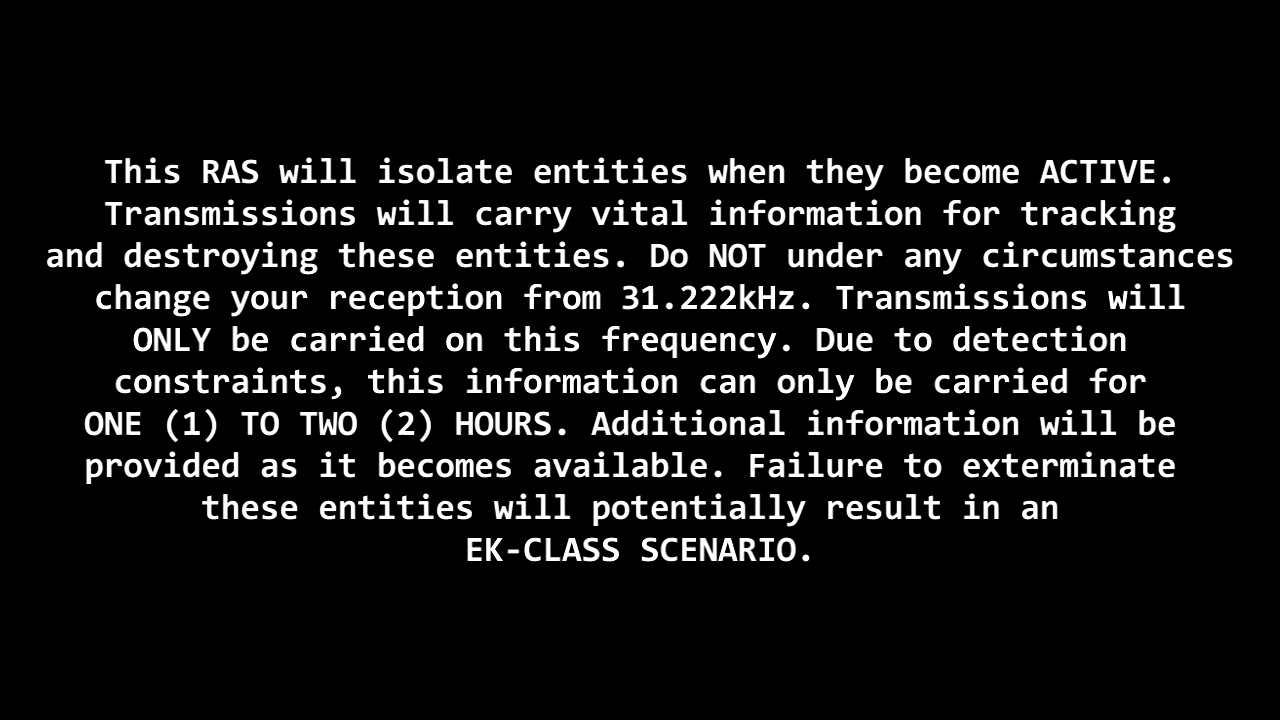 This RAS will isolate entities when they become ACTIVE.
Transmissions will carry vital information for tracking
and destroying these entities. Do NOT under any circumstances
change your reception from 31.222kHz. Transmissions will
ONLY be carried on this frequency. Due to detection
constraints, this information can only be carried for
ONE (1) TO TWO (2) HOURS. Additional information will be
provided as it becomes available. Failure to exterminate
these entities will potentially result in an
EK-CLASS SCENARIO.